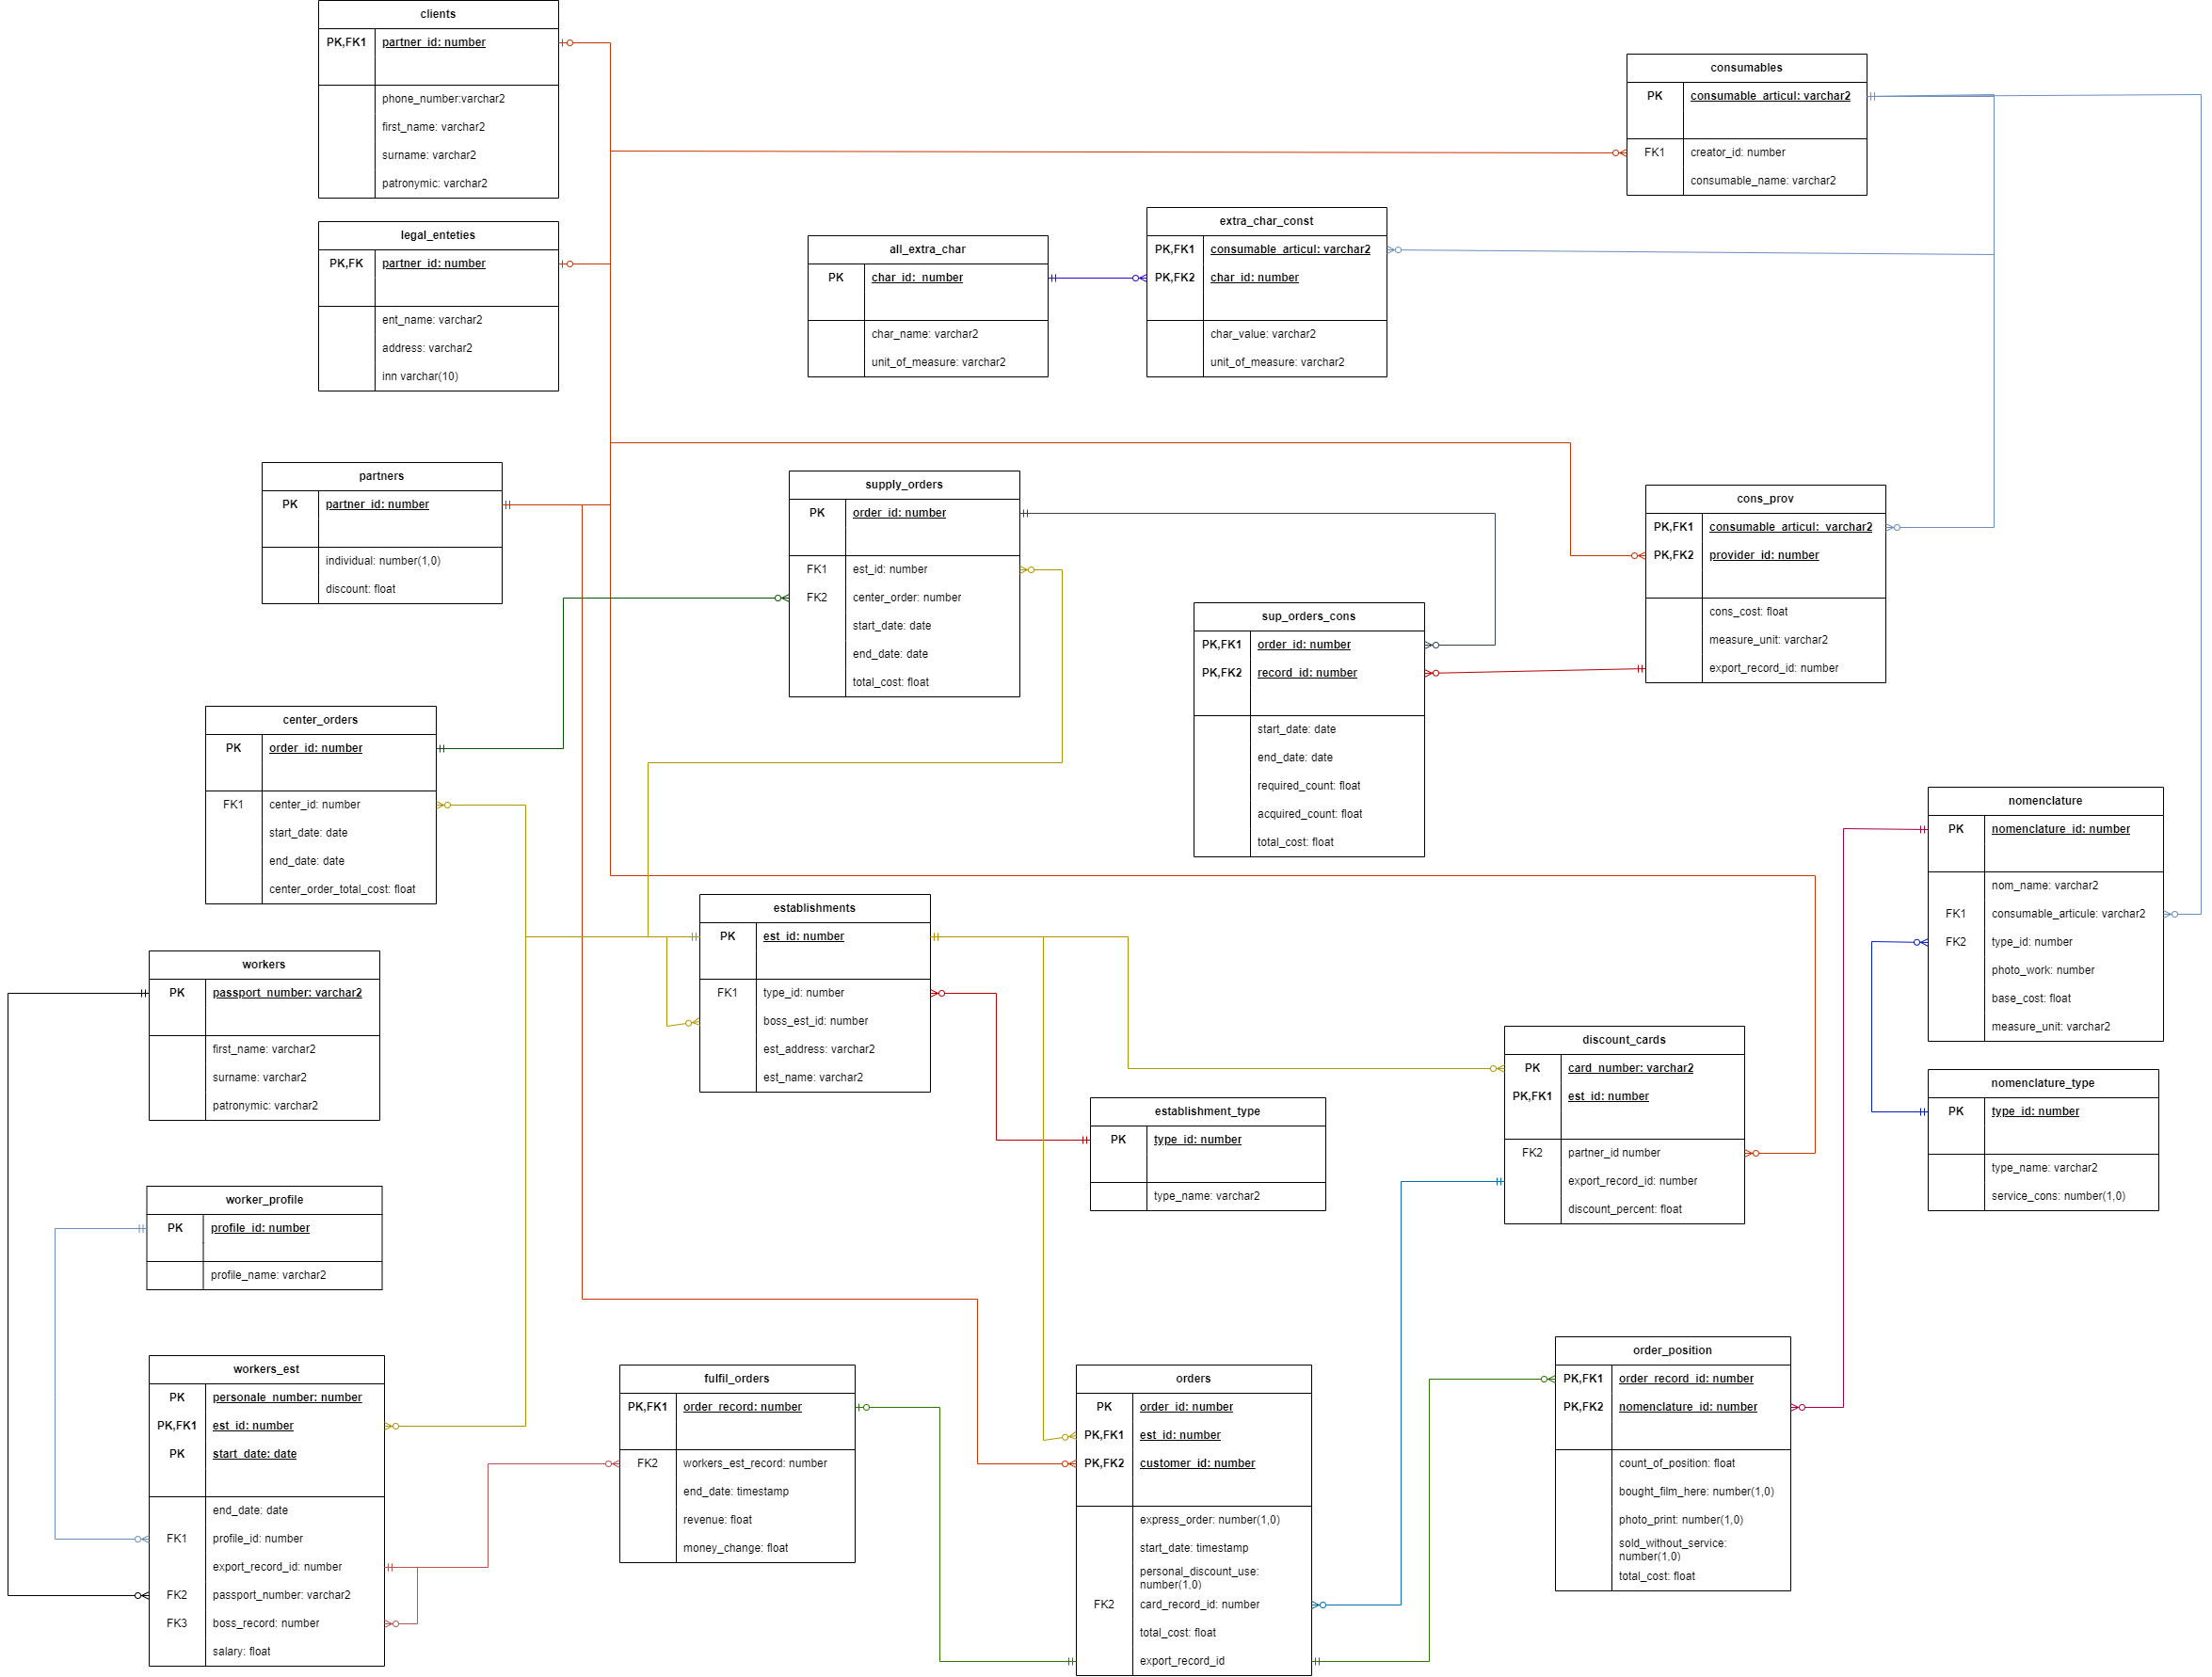 clients
PK,FK1 partner_id: number
phone_number:varchar2
first_name: varchar2
surname: varchar2
patronymic: varchar2
consumables
PK consumable_articul: varchar2
FK1 creator_id: number
consumable_name: varchar2
legal_enteties
PK,FK partner_id: number
ent_name: varchar2
address: varchar2
inn varchar(10)
all_extra_char
PK char_id: number
char_name: varchar2
unit_of_measure: varchar2
extra_char_const
PK,FK1 consumable_articul: varchar2
PK,FK2 char_id: number
char_value: varchar2
unit_of_measure: varchar2
partners
PK partner_id: number
individual: number(1,0)
discount: float
supply_orders
PK order_id: number
FK1 est_id: number
FK2 center_order: number
start_date: date
end_date: date
total_cost: float
cons_prov
PK,FK1 consumable_articul: varchar2
PK,FK2 provider_id: number
cons_cost: float
measure_unit: varchar2
export_record_id: number
sup_orders_cons
PK,FK1 order_id: number
PK,FK2 record_id: number
start_date: date
end_date: date
required_count: float
acquired_count: float
total_cost: float
center_orders
PK order_id: number
FK1 center_id: number
start_date: date
end_date: date
center_order_total_cost: float
nomenclature
PK nomenclature_id: number
nom_name: varchar2
FK1 consumable_articule: varchar2
FK2 type_id: number
photo_work: number
base_cost: float
measure_unit: varchar2
establishments
PK est_id: number
FK1 type_id: number
boss_est_id: number
est_address: varchar2
est_name: varchar2
workers
PK passport_number: varchar2
first_name: varchar2
surname: varchar2
patronymic: varchar2
discount_cards
PK card_number: varchar2
PK,FK1 est_id: number
FK2 partner_id number
export_record_id: number
discount_percent: float
nomenclature_type
PK type_id: number
type_name: varchar2
service_cons: number(1,0)
establishment_type
PK type_id: number
type_name: varchar2
worker_profile
PK profile_id: number
profile_name: varchar2
workers_est
PK personale_number: number
PK,FK1 est_id: number
PK start_date: date
end_date: date
FK1 profile_id: number
export_record_id: number
FK2 passport_number: varchar2
FK3 boss_record: number
salary: float
fulfil_orders
PK,FK1 order_record: number
FK2 workers_est_record: number
end_date: timestamp
revenue: float
money_change: float
orders
PK order_id: number
PK,FK1 est_id: number
PK,FK2 customer_id: number
express_order: number(1,0)
start_date: timestamp
personal_discount_use:
number(1,0)
FK2 card_record_id: number
total_cost: float
export_record_id
order_position
PK,FK1 order_record_id: number
PK,FK2 nomenclature_id: number
count_of_position: float
bought_film_here: number(1,0)
photo_print: number(1,0)
sold_without_service:
number(1,0)
total_cost: float